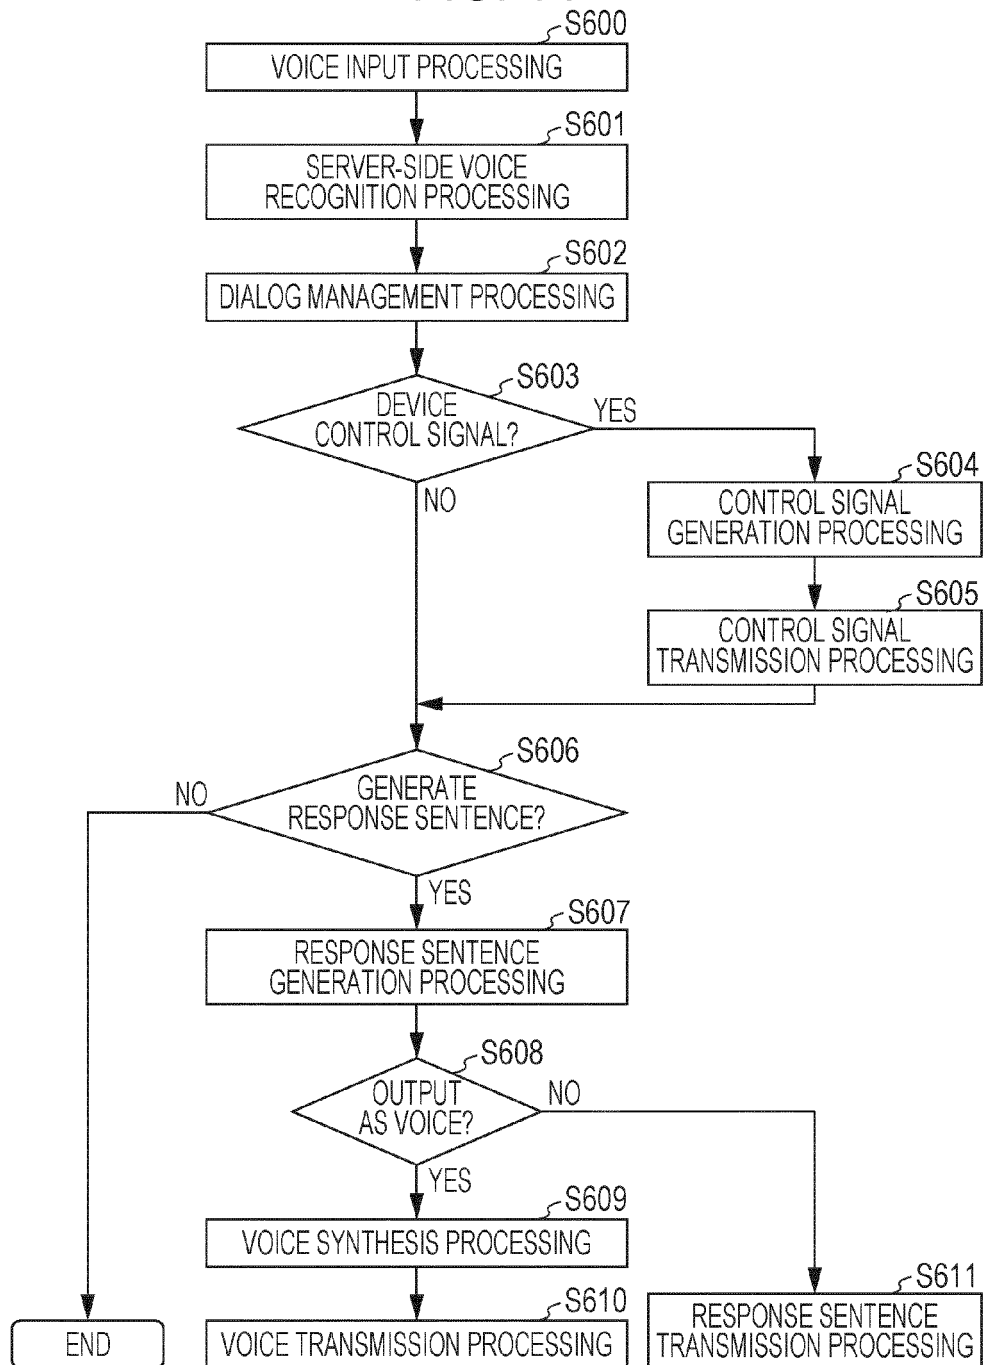 S600
VOICE INPUT PROCESSING
S601
SERVER-SIDE VOICE
RECOGNITION PROCESSING
S602
DIALOG MANAGEMENT PROCESSING
S603
DEVICE
CONTROL SIGNAL?
YES
NO
S604
CONTROL SIGNAL
GENERATION PROCESSING
S605
CONTROL SIGNAL
TRANSMISSION PROCESSING
S606
GENERATE
RESPONSE SENTENCE?
NO
YES
S607
RESPONSE SENTENCE
GENERATION PROCESSING
S608
OUTPUT
AS VOICE?
NO
YES
S609
VOICE SYNTHESIS PROCESSING
S610
VOICE TRANSMISSION PROCESSING
S611
RESPONSE SENTENCE
TRANSMISSION PROCESSING
END